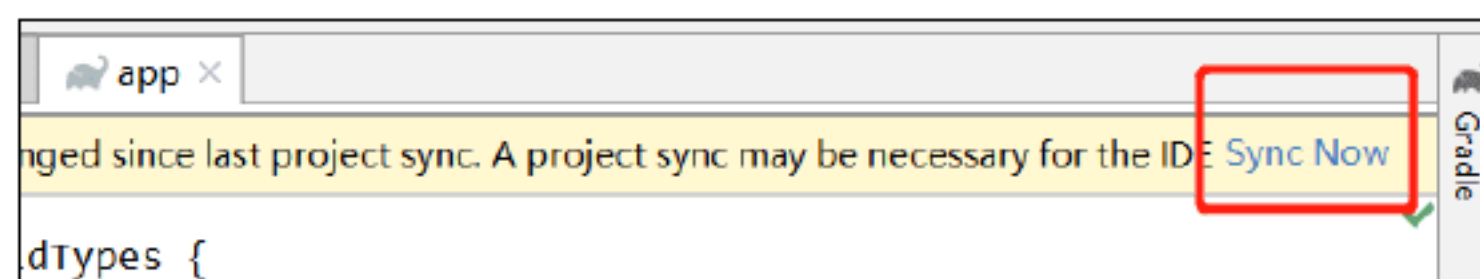 app
nged since last project sync. A project sync may be necessary for the IDE Sync Now
Gradle
dTypes {